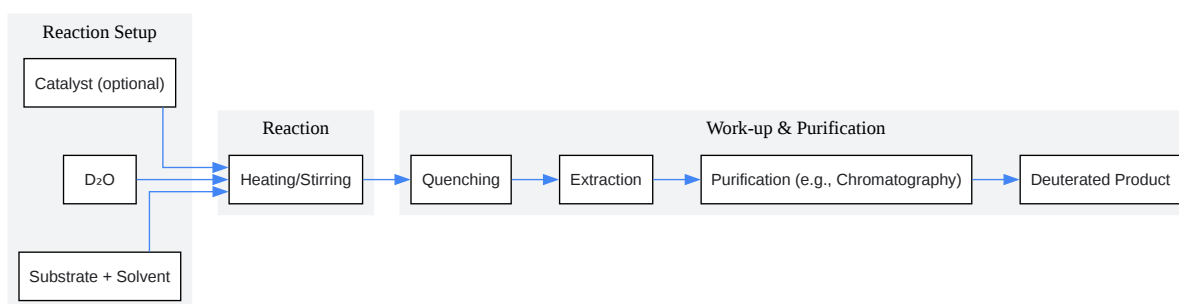 Reaction Setup
Catalyst (optional)
D₂O
Substrate + Solvent
Reaction
Heating/Stirring
Work-up & Purification
Quenching
Extraction
Purification (e.g., Chromatography)
Deuterated Product